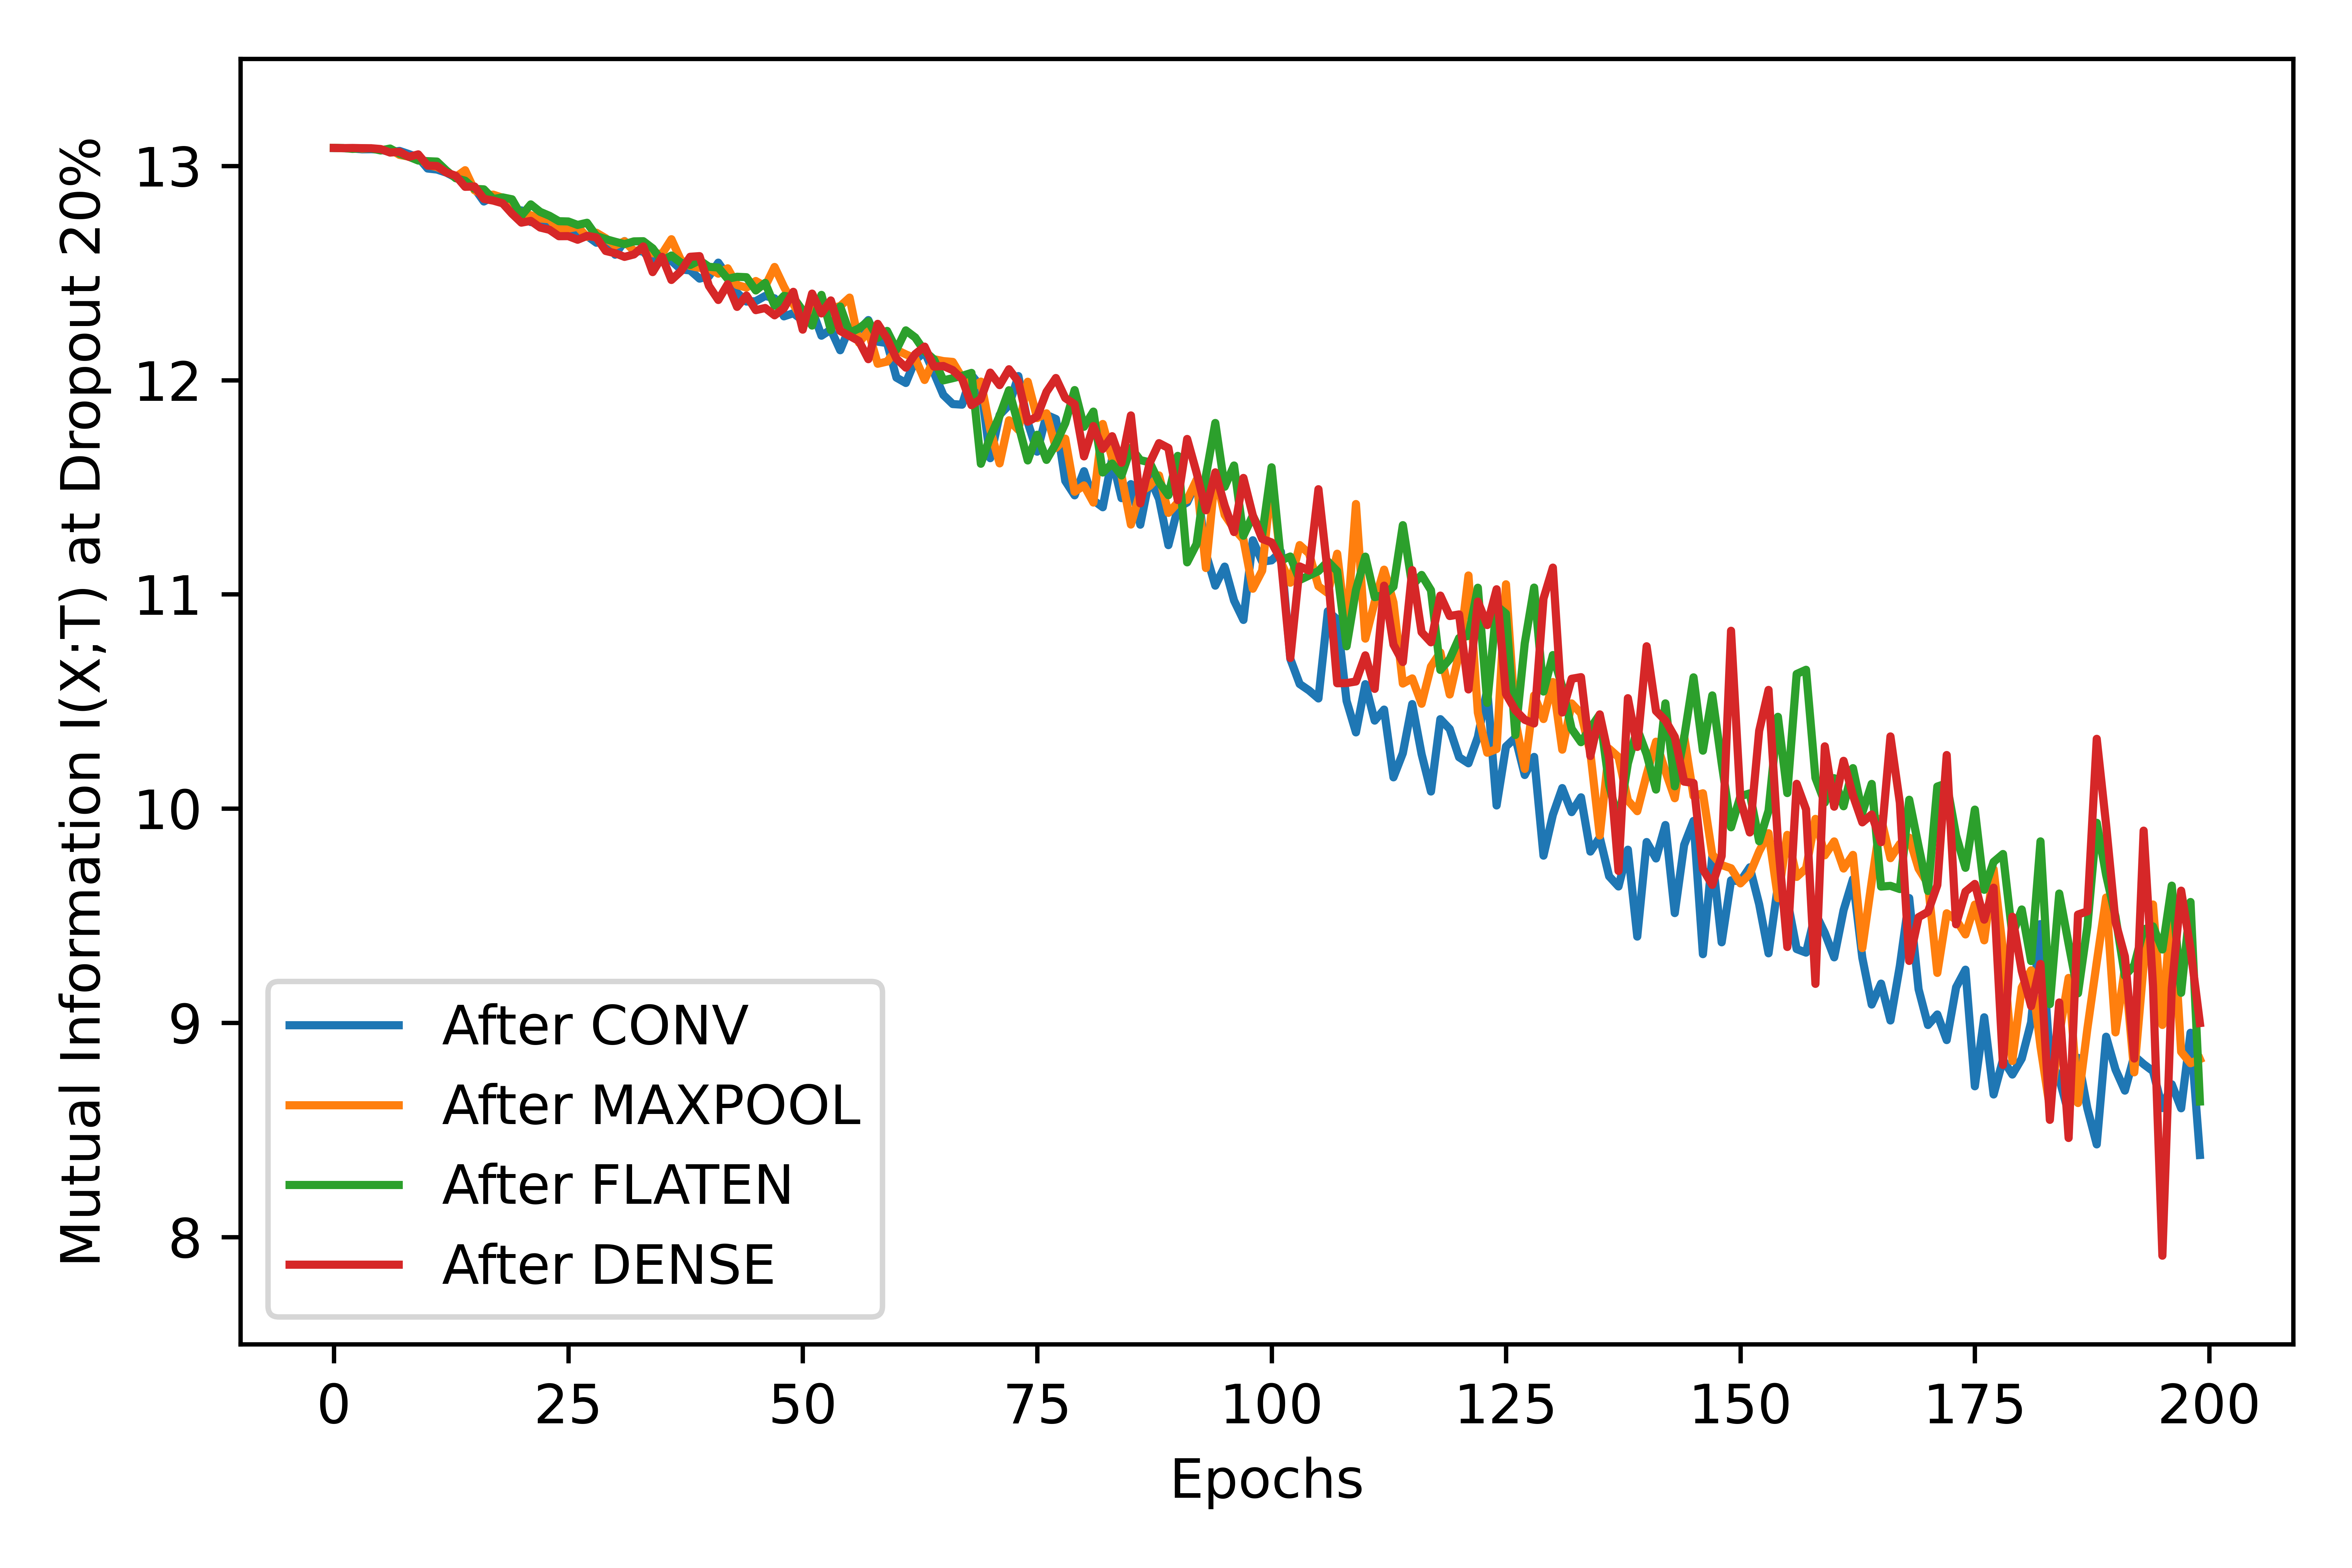 Mutual Information I(X;T) at Dropout 20%
13
12
11
10
9
8
After CONV
After MAXPOOL
After FLATEN
After DENSE
0 25 50 75 100 125 150 175 200
Epochs